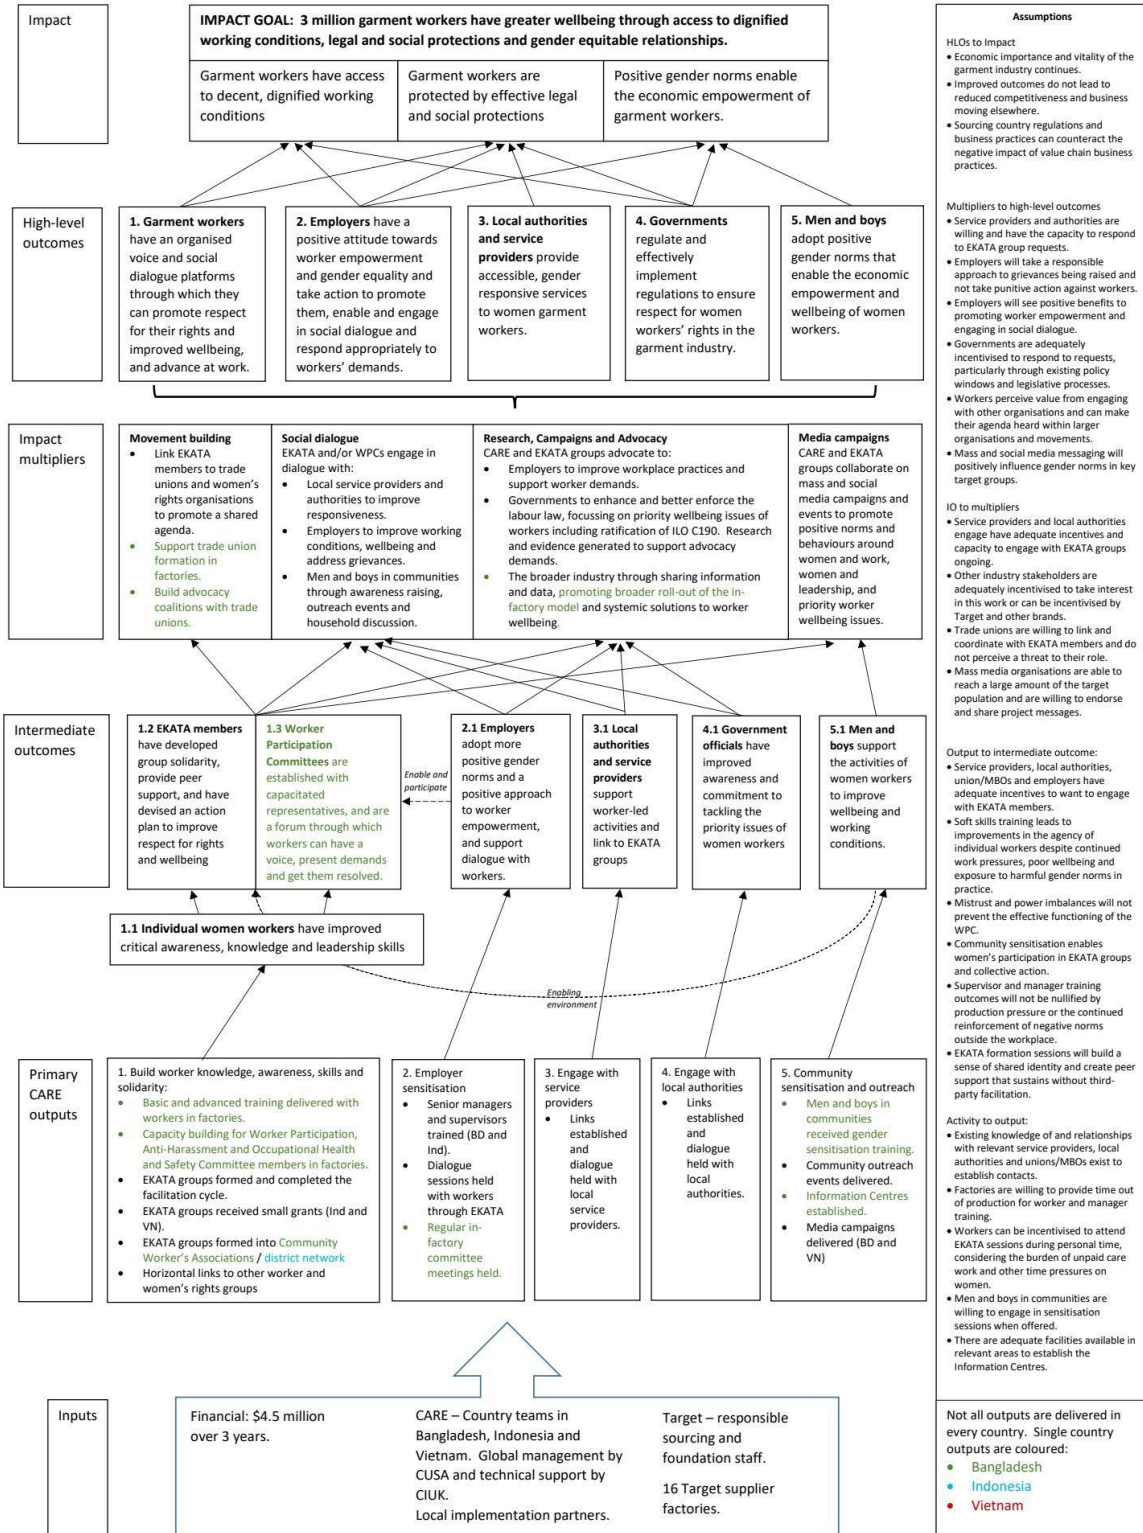 Impact
IMPACT GOAL: 3 million garment workers have greater wellbeing through access to dignified
working conditions, legal and social protections and gender equitable relationships.
Garment workers have access
to decent, dignified working
conditions
Garment workers are
protected by effective legal
and social protections
Positive gender norms enable
the economic empowerment of
garment workers.
High-level
outcomes
1. Garment workers
have an organised
voice and social
dialogue platforms
through which they
can promote respect
for their rights and
improved wellbeing,
and advance at work.
2. Employers have a
positive attitude towards
worker empowerment
and gender equality and
take action to promote
them, enable and engage
in social dialogue and
respond appropriately to
workers' demands.
3. Local authorities
and service
providers provide
accessible, gender
responsive services
to women garment
workers.
4. Governments
regulate and
effectively
implement
regulations to ensure
respect for women
workers' rights in the
garment industry.
5. Men and boys
adopt positive
gender norms that
enable the economic
empowerment and
wellbeing of women
workers.
Impact
multipliers
Movement building
• Link EKATA
members to trade
unions and women's
rights organisations
to promote a shared
agenda.
• Support trade union
formation in
factories.
• Build advocacy
coalitions with trade
unions.
Social dialogue
EKATA and/or WPCs engage in
dialogue with:
• Local service providers and
authorities to improve
responsiveness.
• Employers to improve working
conditions, wellbeing and
address grievances.
• Men and boys in communities
through awareness raising,
outreach events and
household discussion.
Research, Campaigns and Advocacy
CARE and EKATA groups advocate to:
• Employers to improve workplace practices and
support worker demands.
• Governments to enhance and better enforce the
labour law, focussing on priority wellbeing issues of
workers including ratification of ILO C190. Research
and evidence generated to support advocacy
demands.
• The broader industry through sharing information
and data, promoting broader roll-out of the in-
factory model and systemic solutions to worker
wellbeing.
Media campaigns
CARE and EKATA
groups collaborate on
mass and social
media campaigns and
events to promote
positive norms and
behaviours around
women and work,
women and
leadership, and
priority worker
wellbeing issues.
Intermediate
outcomes
1.2 EKATA members
have developed
group solidarity,
provide peer
support, and have
devised an action
plan to improve
respect for rights
and wellbeing
1.3 Worker
Participation
Committees are
established with
capacitated
representatives, and are
a forum through which
workers can have a
voice, present demands
and get them resolved.
Enable and
participate
2.1 Employers
adopt more
positive gender
norms and a
positive approach
to worker
empowerment,
and support
dialogue with
workers.
3.1 Local
authorities
and service
providers
support
worker-led
activities and
link to EKATA
groups
4.1 Government
officials have
improved
awareness and
commitment to
tackling the
priority issues of
women workers
5.1 Men and
boys support
the activities of
women workers
to improve
wellbeing and
working
conditions.
1.1 Individual women workers have improved
critical awareness, knowledge and leadership skills
Enabling
environment
Primary
CARE
outputs
1. Build worker knowledge, awareness, skills and
solidarity:
• Basic and advanced training delivered with
workers in factories.
• Capacity building for Worker Participation,
Anti-Harassment and Occupational Health
and Safety Committee members in factories.
• EKATA groups formed and completed the
facilitation cycle.
• EKATA groups received small grants (Ind and
VN).
• EKATA groups formed into Community
Worker's Associations / district network
• Horizontal links to other worker and
women's rights groups
2. Employer
sensitisation
• Senior managers
and supervisors
trained (BD and
Ind).
• Dialogue
sessions held
with workers
through EKATA
• Regular in-
factory
committee
meetings held.
3. Engage with
service
providers
• Links
established
and
dialogue
held with
local
service
providers.
4. Engage with
local authorities
• Links
established
and
dialogue
held with
local
authorities.
5. Community
sensitisation and outreach
• Men and boys in
communities
received gender
sensitisation training.
• Community outreach
events delivered.
• Information Centres
established.
• Media campaigns
delivered (BD and
VN)
Inputs
Financial: $4.5 million
over 3 years.
CARE – Country teams in
Bangladesh, Indonesia and
Vietnam. Global management by
CUSA and technical support by
CIUK.
Local implementation partners.
Target – responsible
sourcing and
foundation staff.
16 Target supplier
factories.
Assumptions
HLOs to Impact
• Economic importance and vitality of the
garment industry continues.
• Improved outcomes do not lead to
reduced competitiveness and business
moving elsewhere.
• Sourcing country regulations and
business practices can counteract the
negative impact of value chain business
practices.
Multipliers to high-level outcomes
• Service providers and authorities are
willing and have the capacity to respond
to EKATA group requests.
• Employers will take a responsible
approach to grievances being raised and
not take punitive action against workers.
• Employers will see positive benefits to
promoting worker empowerment and
engaging in social dialogue.
• Governments are adequately
incentivised to respond to requests,
particularly through existing policy
windows and legislative processes.
• Workers perceive value from engaging
with other organisations and can make
their agenda heard within larger
organisations and movements.
• Mass and social media messaging will
positively influence gender norms in key
target groups.
IO to multipliers
• Service providers and local authorities
engage have adequate incentives and
capacity to engage with EKATA groups
ongoing.
• Other industry stakeholders are
adequately incentivised to take interest
in this work or can be incentivised by
Target and other brands.
• Trade unions are willing to link and
coordinate with EKATA members and do
not perceive a threat to their role.
• Mass media organisations are able to
reach a large amount of the target
population and are willing to endorse
and share project messages.
Output to intermediate outcome:
• Service providers, local authorities,
union/MBOs and employers have
adequate incentives to want to engage
with EKATA members.
• Soft skills training leads to
improvements in the agency of
individual workers despite continued
work pressures, poor wellbeing and
exposure to harmful gender norms in
practice.
• Mistrust and power imbalances will not
prevent the effective functioning of the
WPC.
• Community sensitisation enables
women's participation in EKATA groups
and collective action.
• Supervisor and manager training
outcomes will not be nullified by
production pressure or the continued
reinforcement of negative norms
outside the workplace.
• EKATA formation sessions will build a
sense of shared identity and create peer
support that sustains without third-
party facilitation.
Activity to output:
• Existing knowledge of and relationships
with relevant service providers, local
authorities and unions/MBOs exist to
establish contacts.
• Factories are willing to provide time out
of production for worker and manager
training.
• Workers can be incentivised to attend
EKATA sessions during personal time,
considering the burden of unpaid care
work and other time pressures on
women.
• Men and boys in communities are
willing to engage in sensitisation
sessions when offered.
• There are adequate facilities available in
relevant areas to establish the
Information Centres.
Not all outputs are delivered in
every country. Single country
outputs are coloured:
• Bangladesh
• Indonesia
• Vietnam